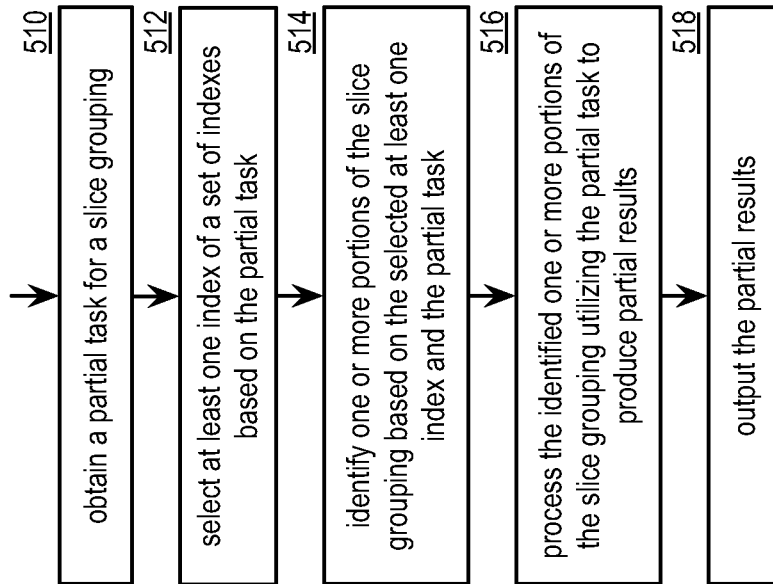 510
obtain a partial task for a slice grouping
512
select at least one index of a set of indexes
based on the partial task
514
identify one or more portions of the slice
grouping based on the selected at least one
index and the partial task
516
process the identified one or more portions of
the slice grouping utilizing the partial task to
produce partial results
518
output the partial results